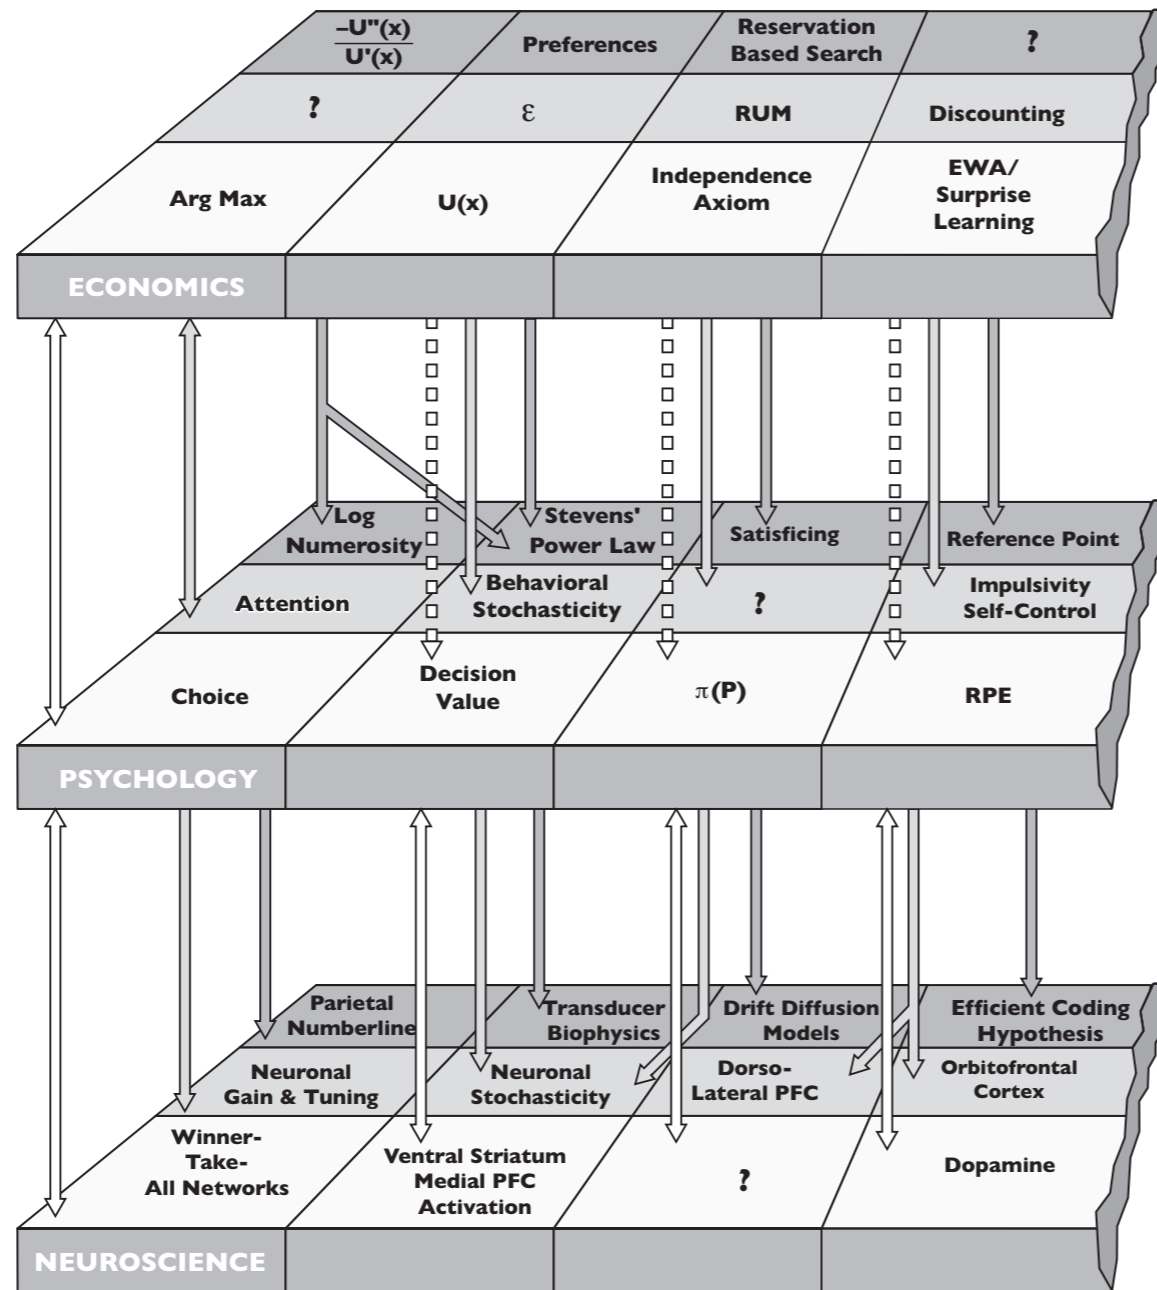 –U"(x)
U'(x)
Preferences
Reservation
Based Search
?
?
ε
RUM
Discounting
Arg Max
U(x)
Independence
Axiom
EWA/
Surprise
Learning
ECONOMICS
Log
Numerosity
Stevens'
Power Law
Satisficing
Reference Point
Attention
Behavioral
Stochasticity
?
Impulsivity
Self-Control
Choice
Decision
Value
π(P)
RPE
PSYCHOLOGY
Parietal
Numberline
Transducer
Biophysics
Drift Diffusion
Models
Efficient Coding
Hypothesis
Neuronal
Gain & Tuning
Neuronal
Stochasticity
Dorso-
Lateral PFC
Orbitofrontal
Cortex
Winner-
Take-
All Networks
Ventral Striatum
Medial PFC
Activation
?
Dopamine
NEUROSCIENCE